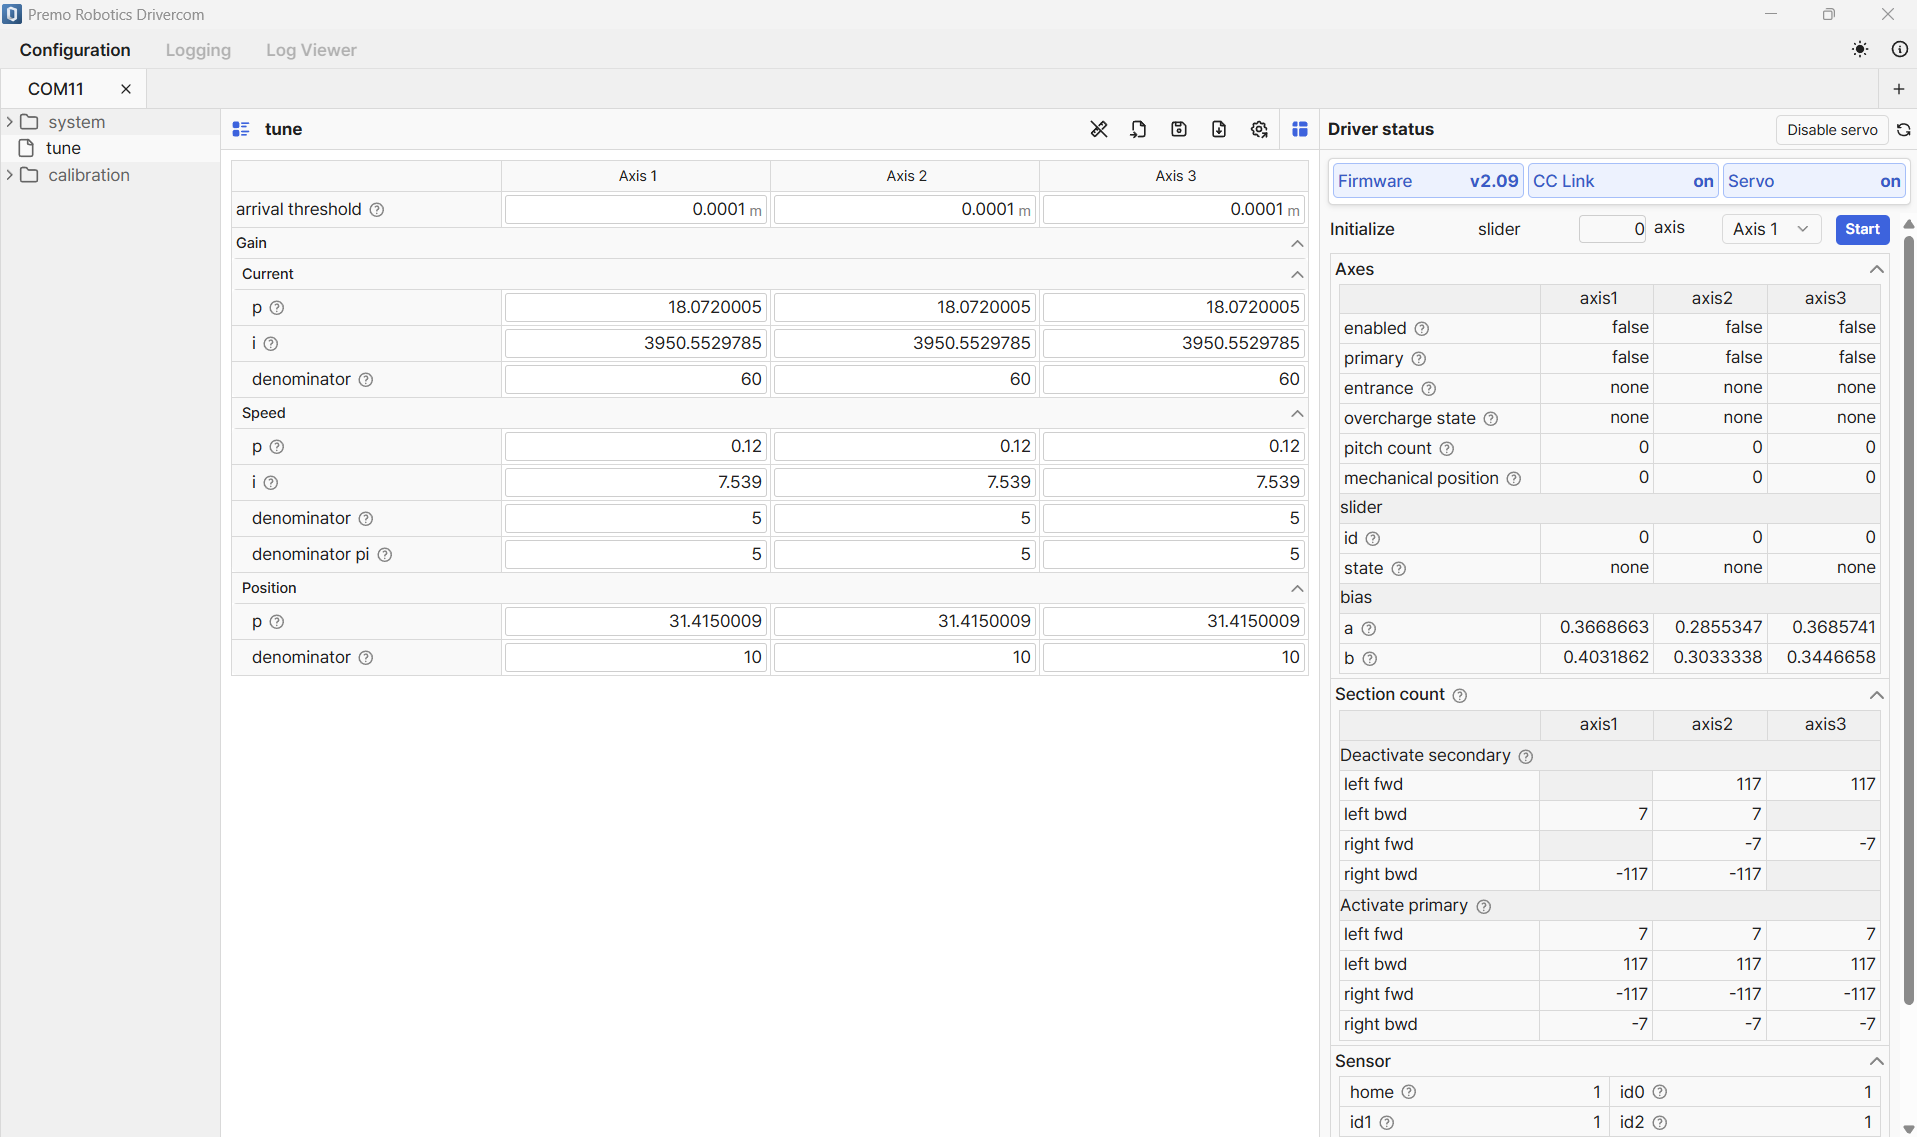 Premo Robotics Drivercom
Configuration Logging Log Viewer
COM11
system
tune
calibration
tune
Axis 1 Axis 2 Axis 3
arrival threshold 0.0001 m 0.0001 m 0.0001 m
Gain
Current
p 18.0720005 18.0720005 18.0720005
i 3950.5529785 3950.5529785 3950.5529785
denominator 60 60 60
Speed
p 0.12 0.12 0.12
i 7.539 7.539 7.539
denominator 5 5 5
denominator pi 5 5 5
Position
p 31.4150009 31.4150009 31.4150009
denominator 10 10 10
Driver status Disable servo
Firmware v2.09 CC Link on Servo on
Initialize slider 0 axis Axis 1 Start
Axes
axis1 axis2 axis3
enabled false false false
primary false false false
entrance none none none
overcharge state none none none
pitch count 0 0 0
mechanical position 0 0 0
slider
id 0 0 0
state none none none
bias
a 0.3668663 0.2855347 0.3685741
b 0.4031862 0.3033338 0.3446658
Section count
axis1 axis2 axis3
Deactivate secondary
left fwd 117 117
left bwd 7 7
right fwd -7 -7
right bwd -117 -117
Activate primary
left fwd 7 7 7
left bwd 117 117 117
right fwd -117 -117 -117
right bwd -7 -7 -7
Sensor
home 1 id0 1
id1 1 id2 1